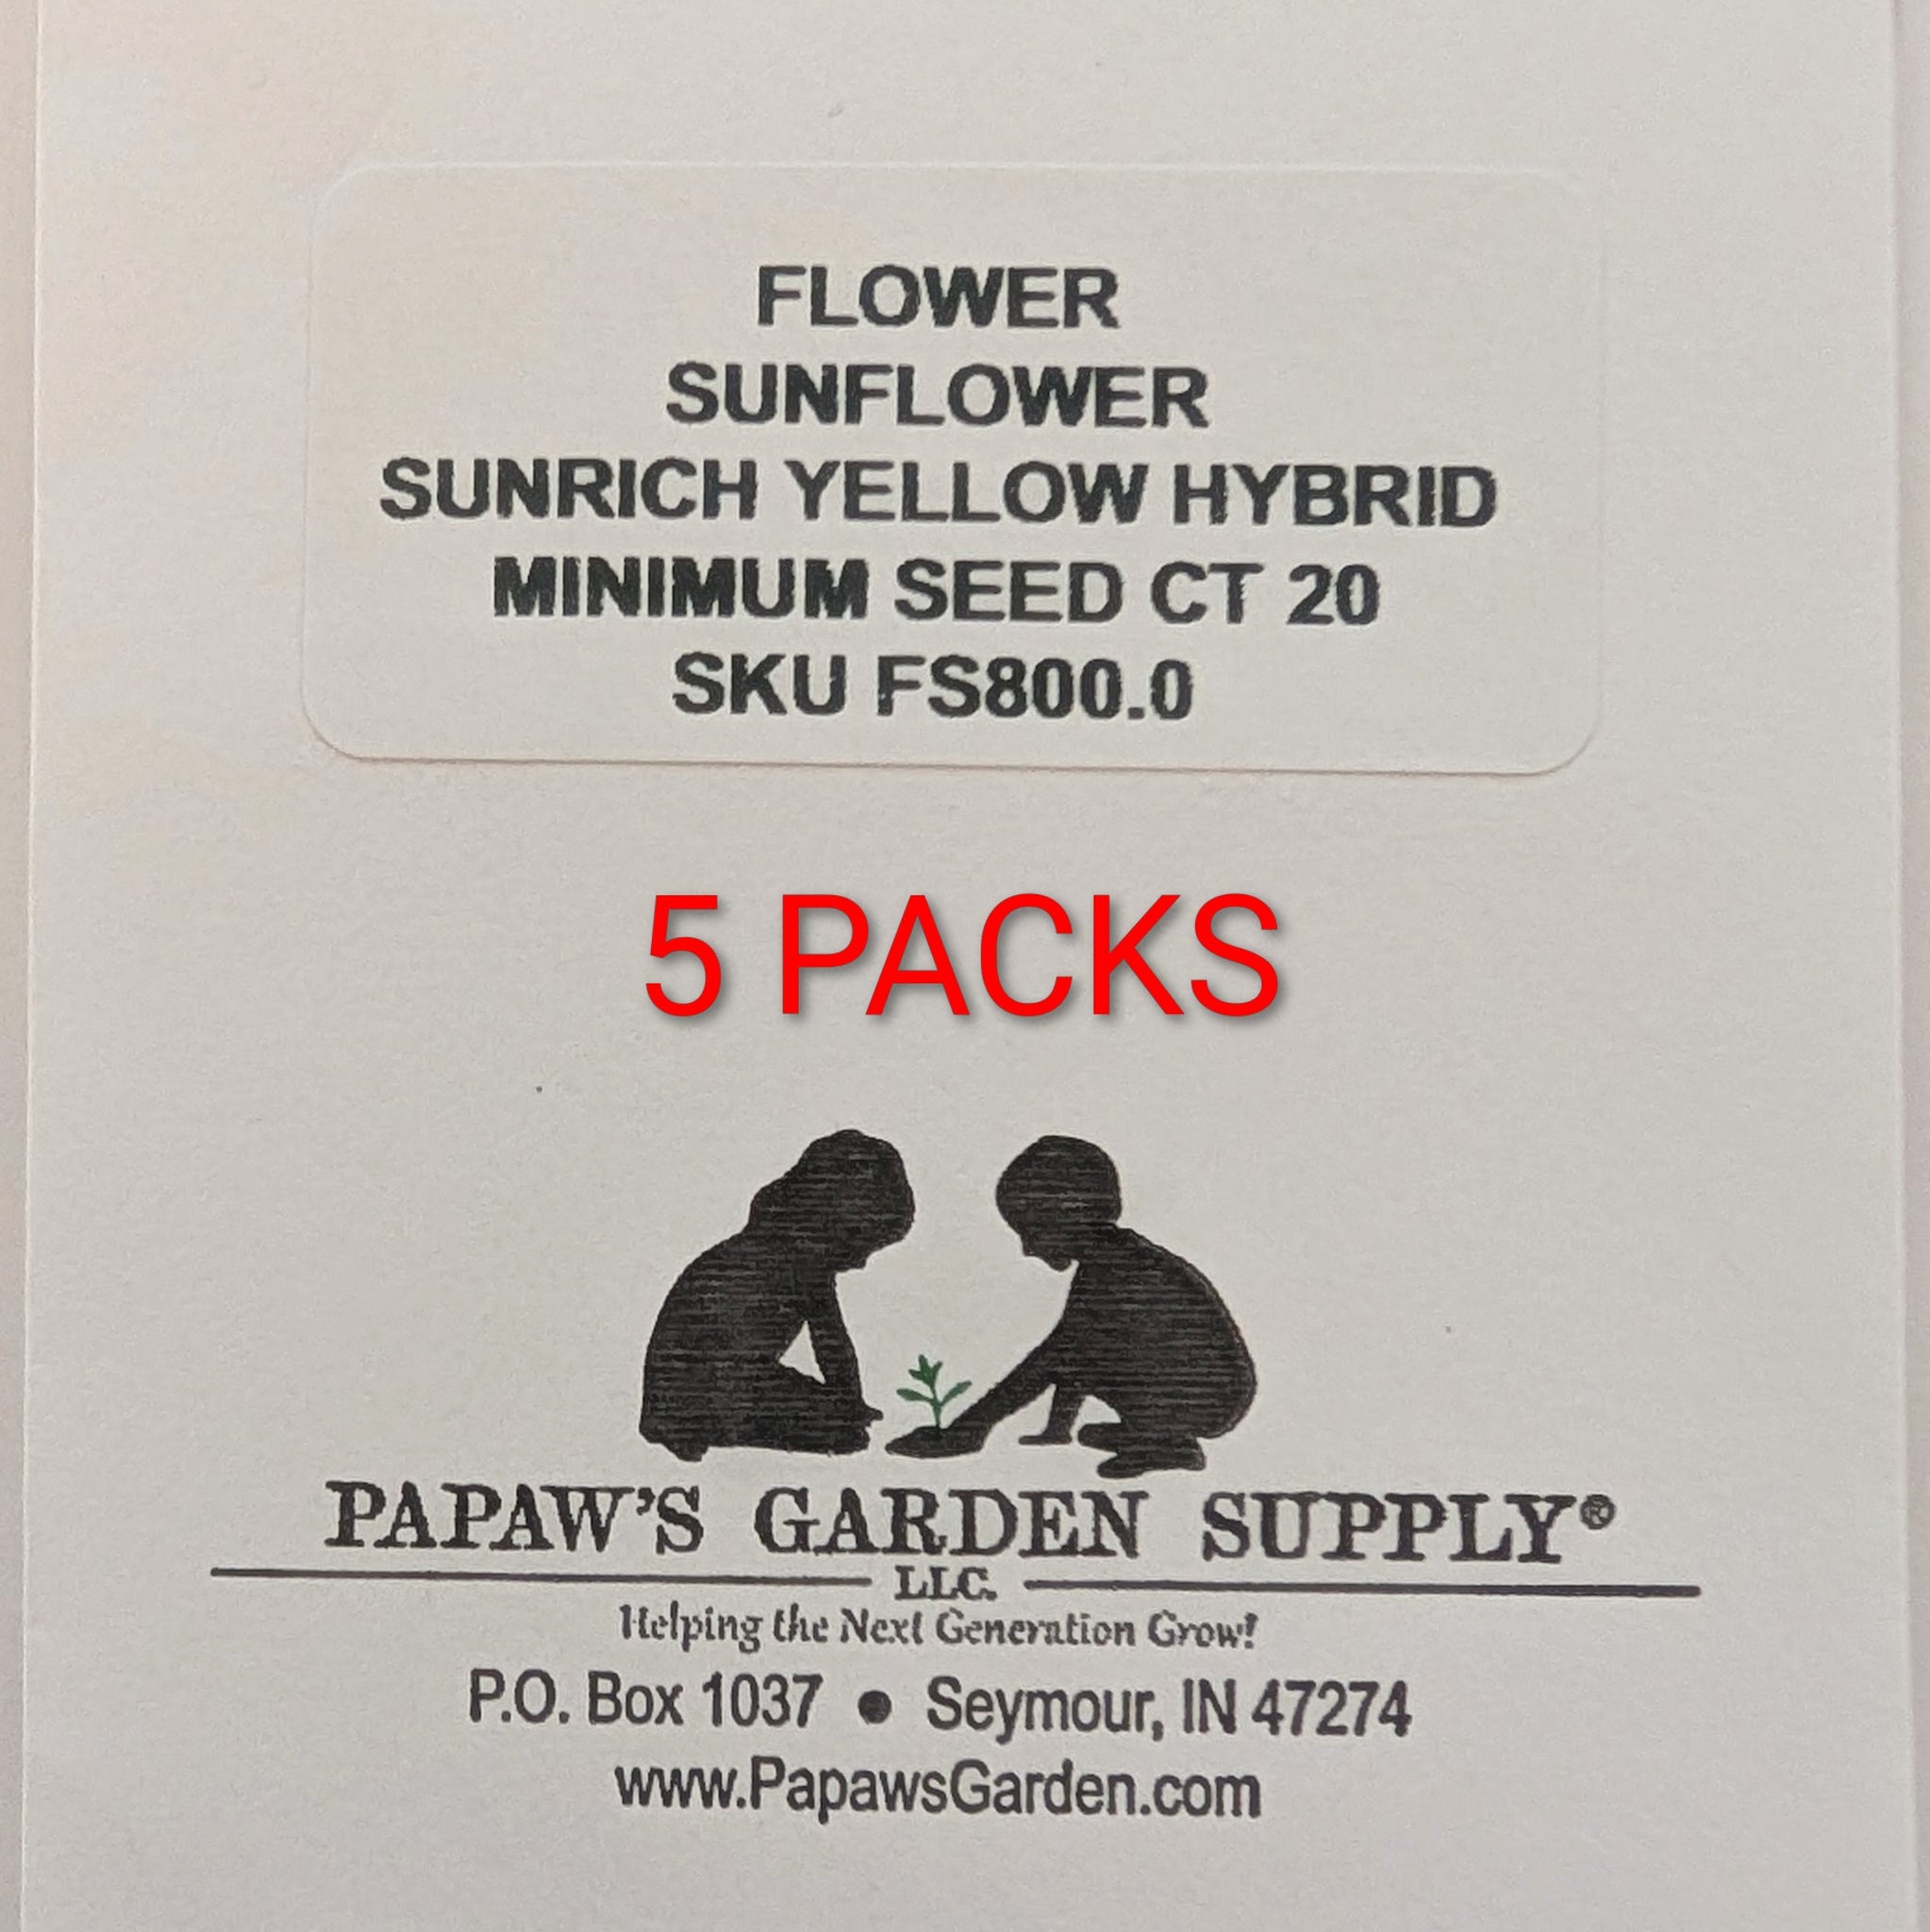 FLOWER
SUNFLOWER
SUNRICH YELLOW HYBRID
MINIMUM SEED CT 20
SKU FS800.0
5 PACKS
PAPAW'S GARDEN SUPPLY®
LLC.
Helping the Next Generation Grow!
P.O. Box 1037 • Seymour, IN 47274
www.PapawsGarden.com